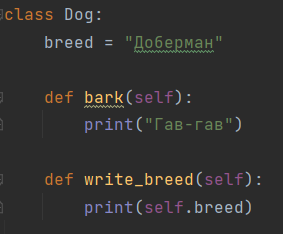 class Dog:
    breed = "Доберман"
    def bark(self):
        print("Гав-гав")
    def write_breed(self):
        print(self.breed)